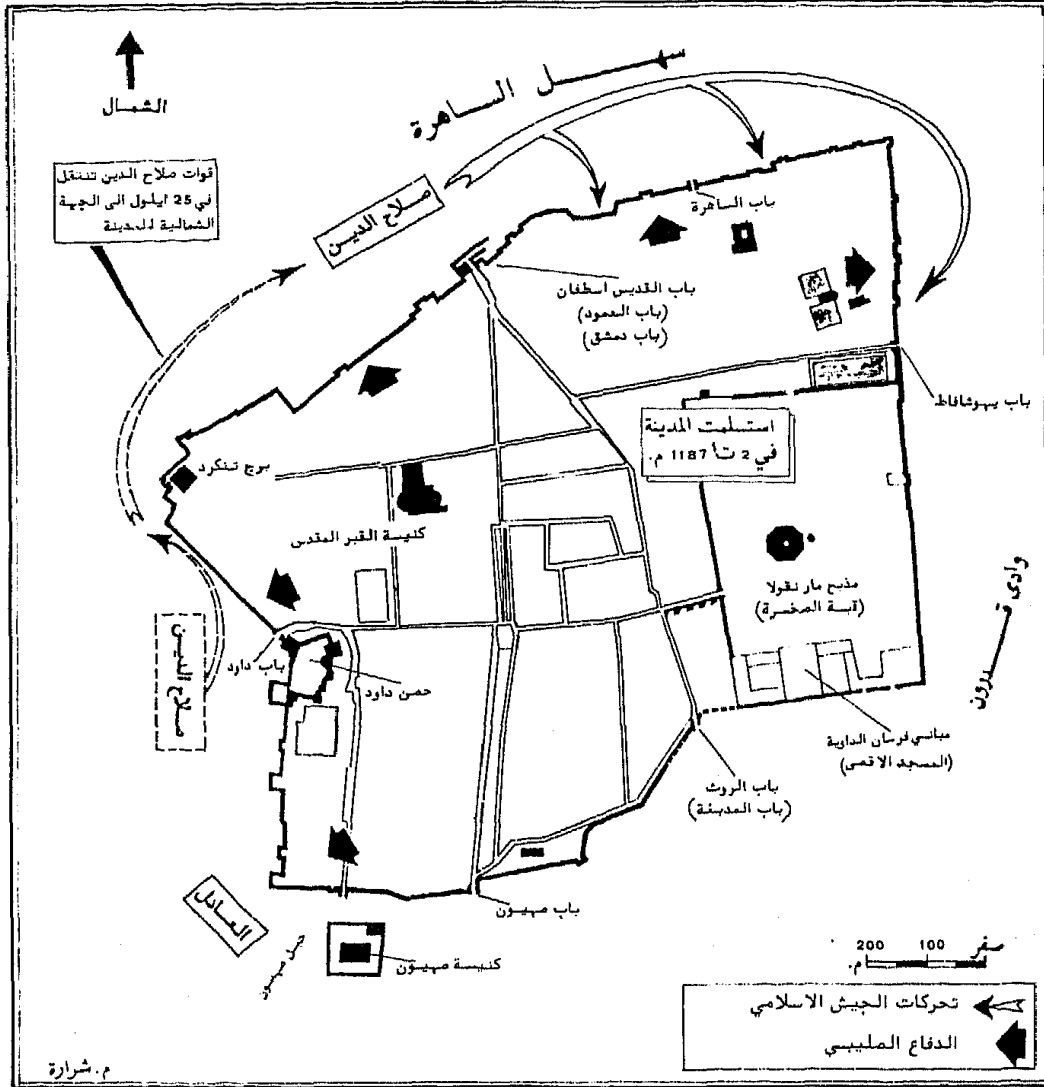 الشمال
سهل الساهرة
قوات صلاح الدين تنتقل
في 25 ايلول الى الجهة
الشمالية للمدينة
صلاح الدين
باب الساهرة
باب القديس اسطفان
(باب العمود)
(باب دمشق)
باب يهوشافاط
استسلمت المدينة
في 2 ت1 1187 م.
برج تنكرد
كنيسة القبر المقدس
مذبح مار نقولا
(قبة الصخرة)
وادي قدرون
صلاح الدين
باب داود
حصن داود
مباني فرسان الداوية
(المسجد الاقصى)
باب الروث
(باب المدينة)
باب صهيون
العادل
جبل صهيون
كنيسة صهيون
200 100 صفر
م.
تحركات الجيش الاسلامي
الدفاع الصليبي
م. شرارة